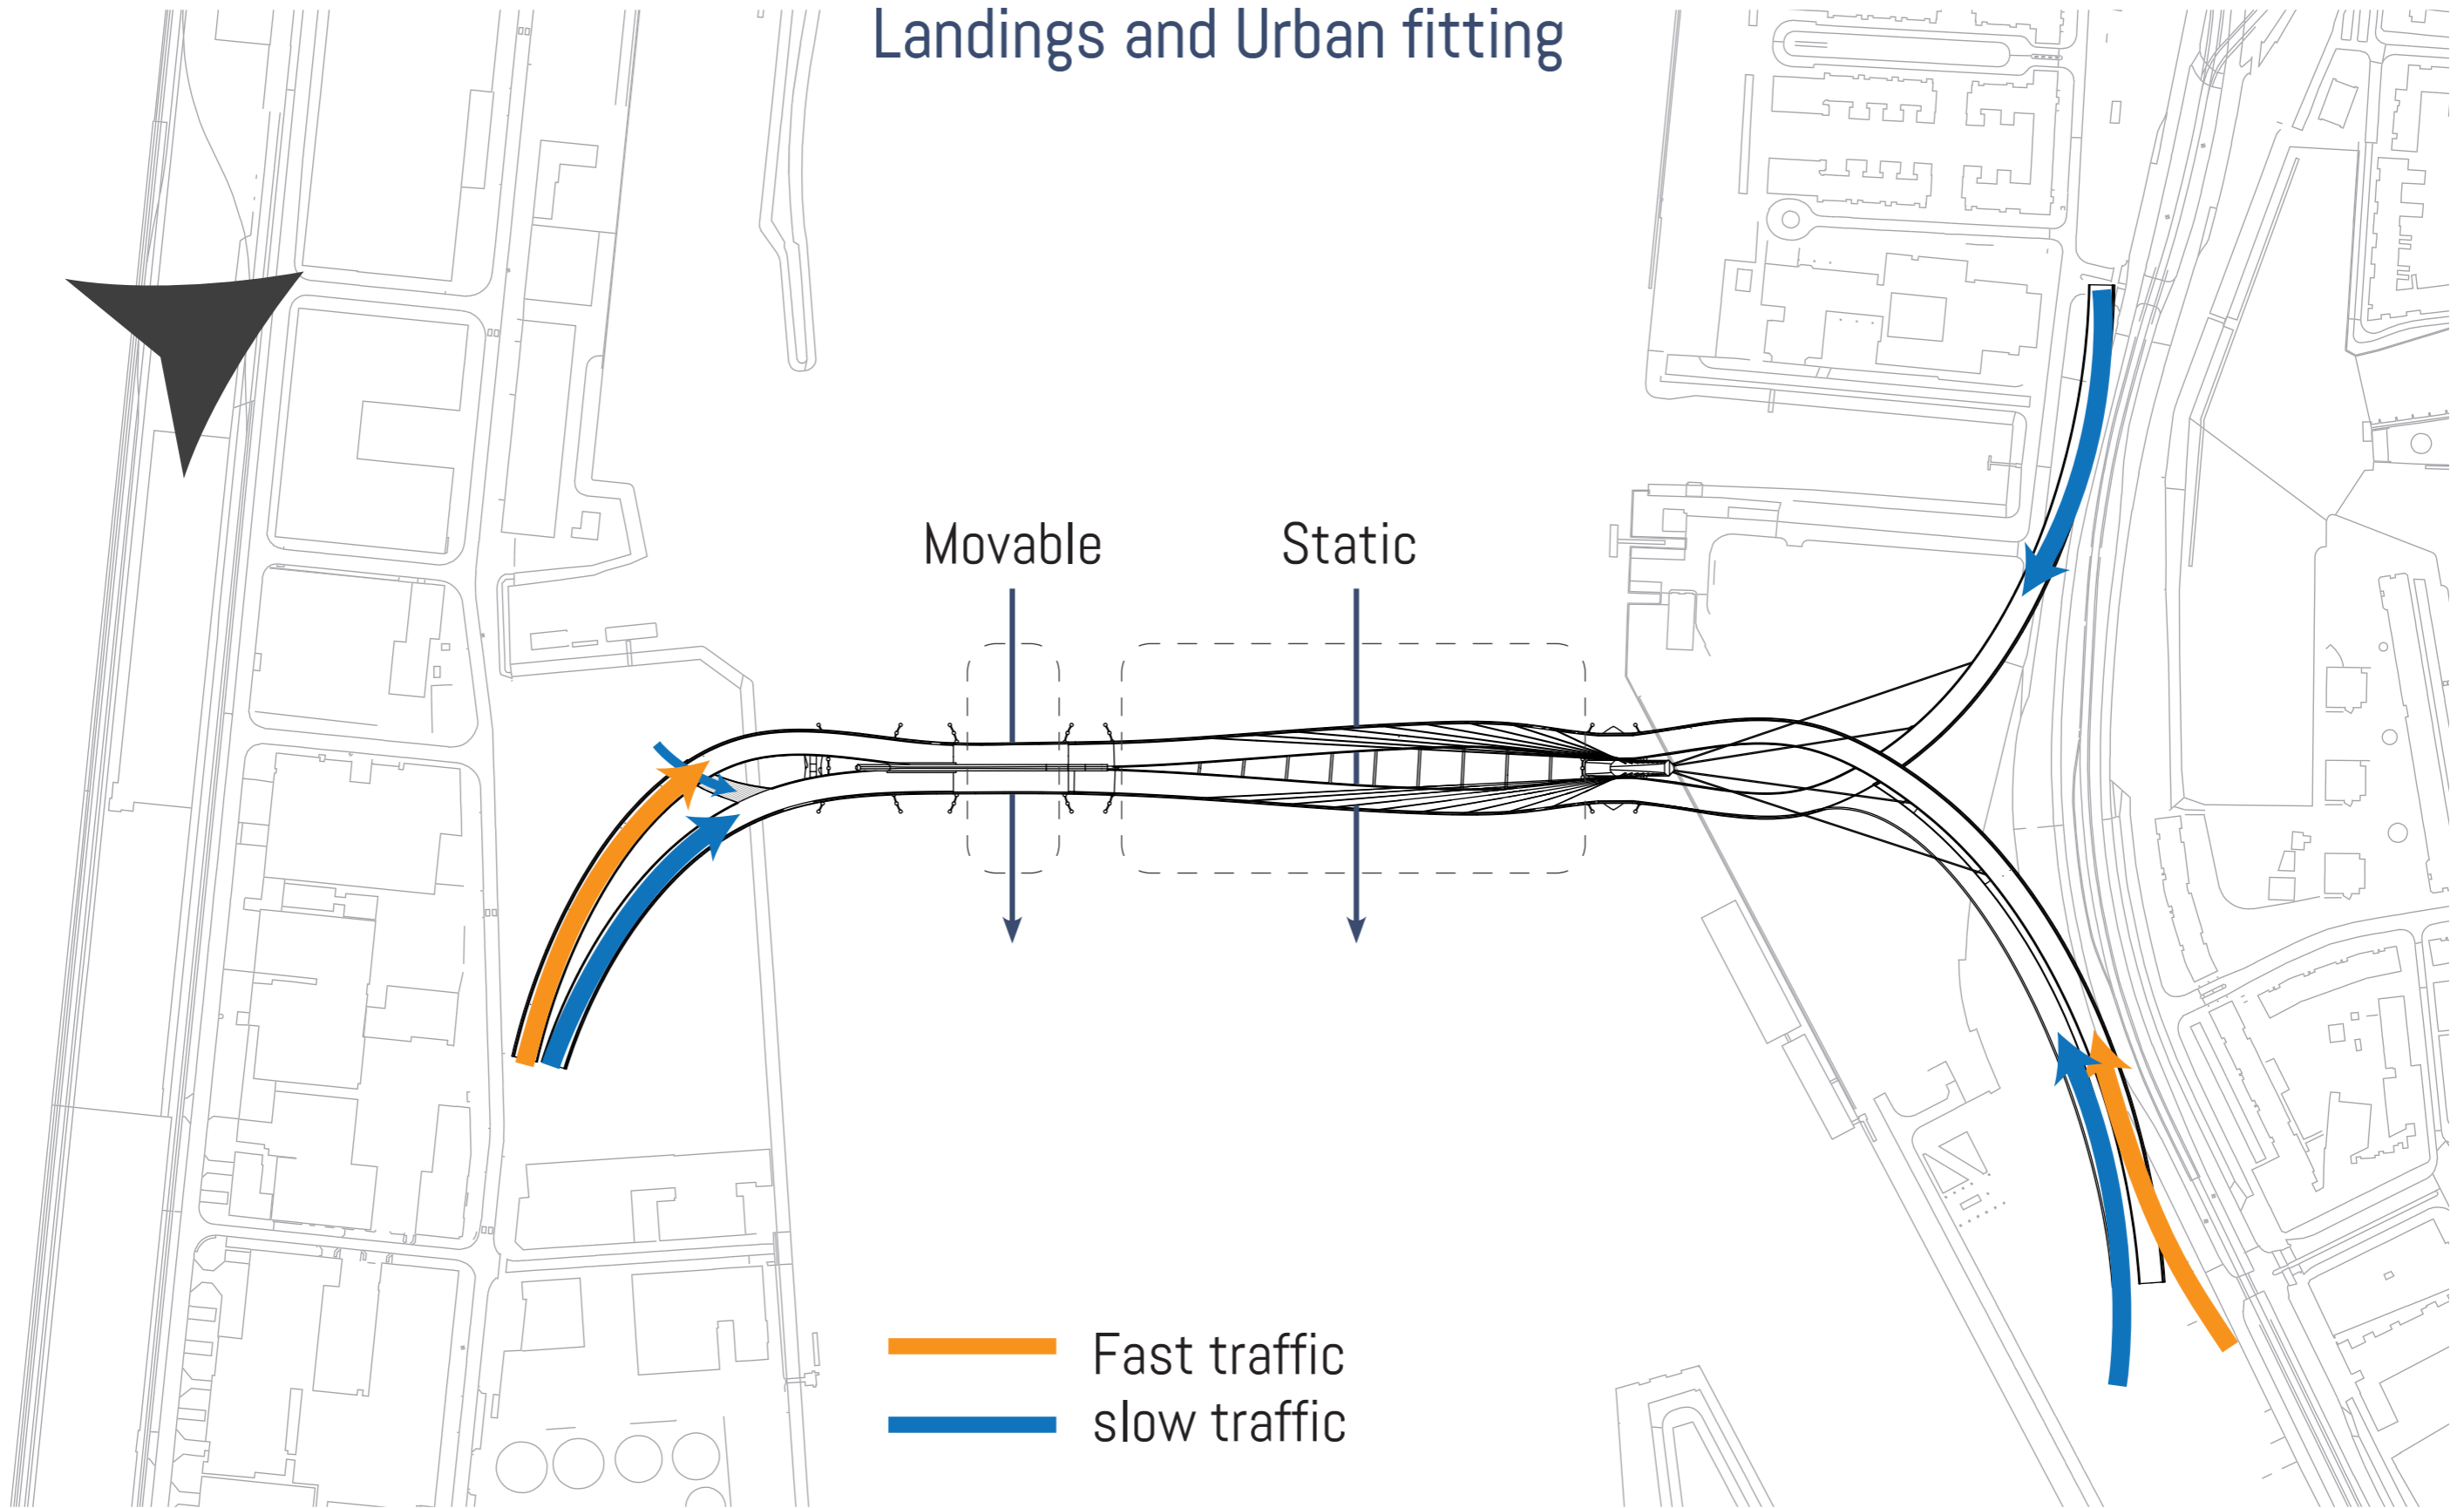 Landings and Urban fitting
Movable
Static
Fast traffic
slow traffic